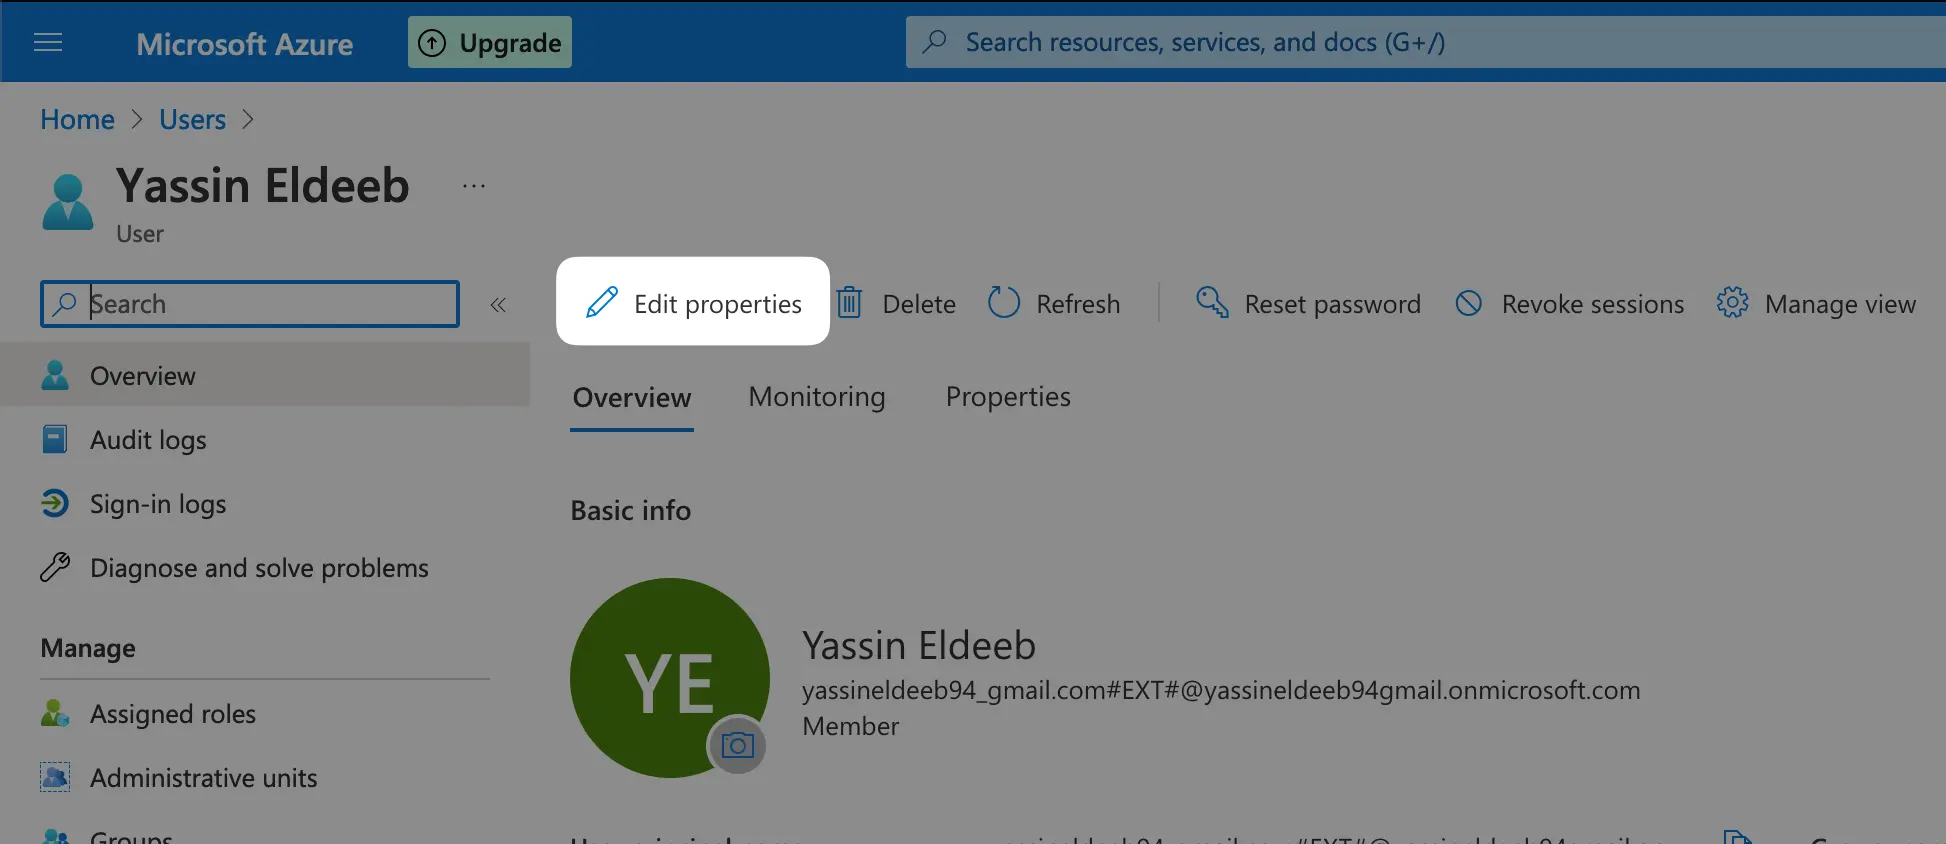 Microsoft Azure
Upgrade
Search resources, services, and docs (G+/)
Home > Users >
Yassin Eldeeb ...
User
Search
«
Edit properties
Delete
Refresh
Reset password
Revoke sessions
Manage view
Overview
Audit logs
Sign-in logs
Diagnose and solve problems
Manage
Assigned roles
Administrative units
Groups
Overview
Monitoring
Properties
Basic info
YE
Yassin Eldeeb
yassineldeeb94_gmail.com#EXT#@yassineldeeb94gmail.onmicrosoft.com
Member